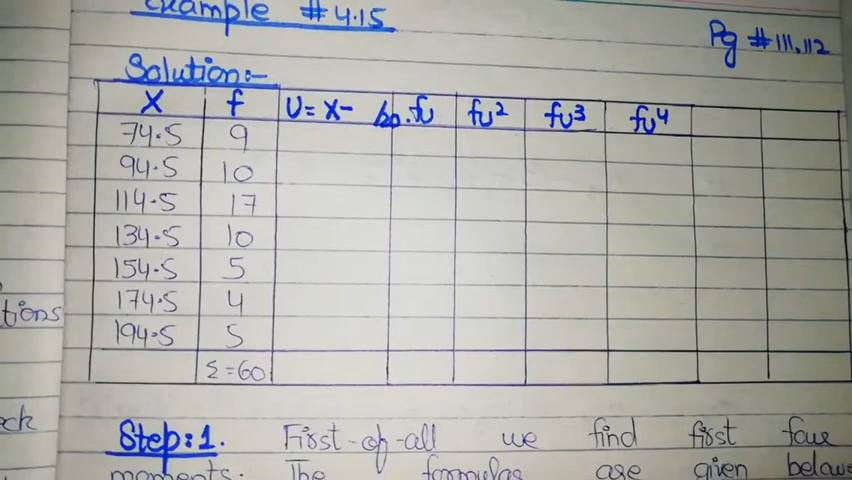 Example #4.15
Pg #111,112
Solution:-
X f U= X- fu fu² fu³ fu⁴
74.5 9
94.5 10
114.5 17
134.5 10
154.5 5
174.5 4
194.5 5
Σ=60
tions
Step:1. First-of-all we find first four
moments. The formulas are given below